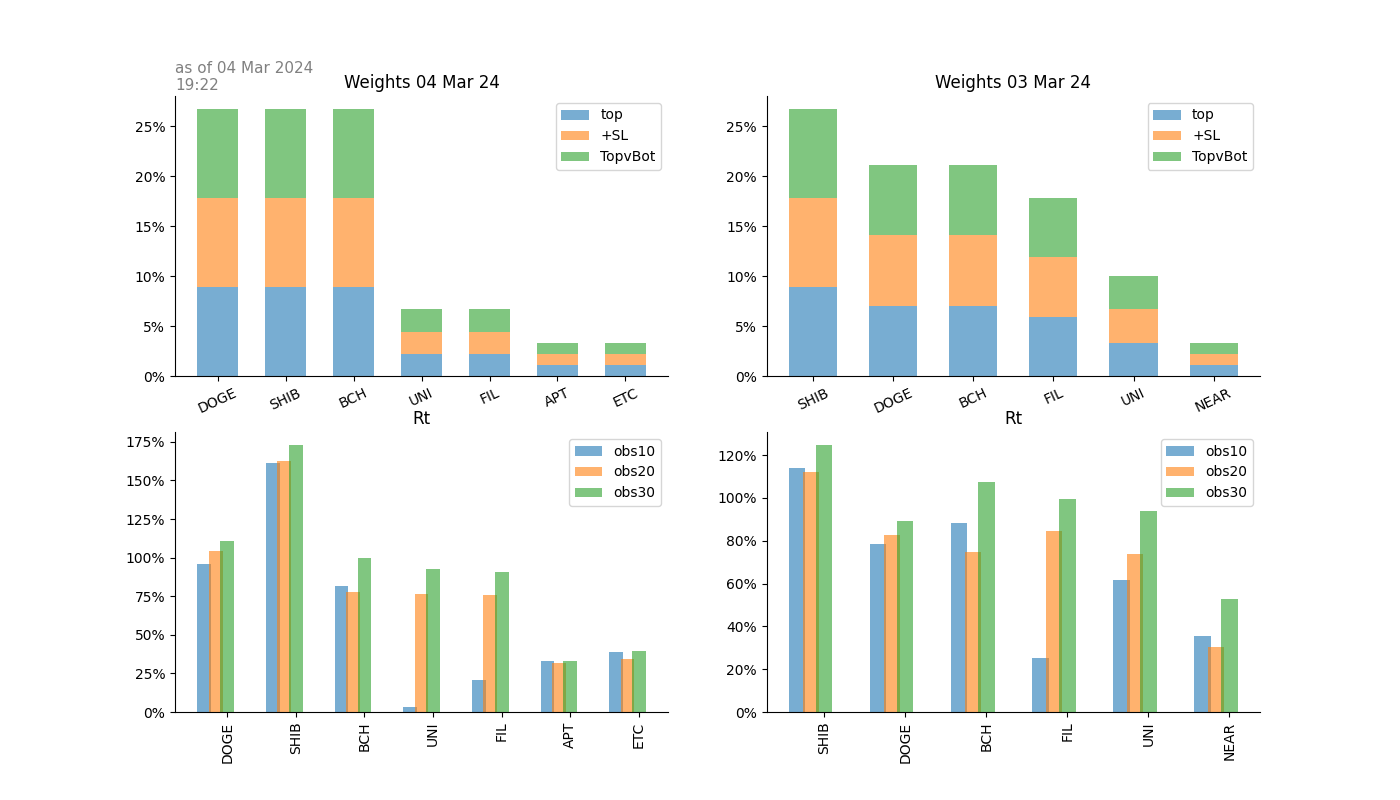 as of 04 Mar 2024
19:22
Weights 04 Mar 24
25%
20%
15%
10%
5%
0%
top
+SL
TopvBot
DOGE
SHIB
BCH
UNI
FIL
APT
ETC
Weights 03 Mar 24
25%
20%
15%
10%
5%
0%
top
+SL
TopvBot
SHIB
DOGE
BCH
FIL
UNI
NEAR
Rt
175%
150%
125%
100%
75%
50%
25%
0%
obs10
obs20
obs30
DOGE
SHIB
BCH
UNI
FIL
APT
ETC
Rt
120%
100%
80%
60%
40%
20%
0%
obs10
obs20
obs30
SHIB
DOGE
BCH
FIL
UNI
NEAR